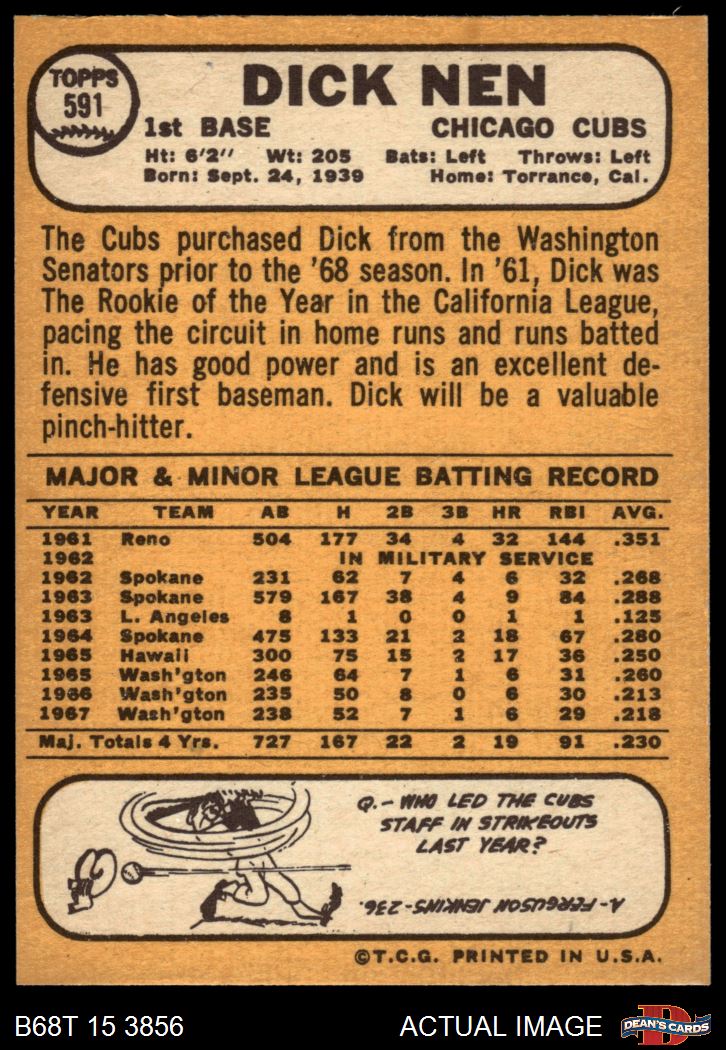 TOPPS
591
DICK NEN
1st BASE CHICAGO CUBS
Ht: 6'2'' Wt: 205 Bats: Left Throws: Left
Born: Sept. 24, 1939 Home: Torrance, Cal.
The Cubs purchased Dick from the Washington
Senators prior to the '68 season. In '61, Dick was
The Rookie of the Year in the California League,
pacing the circuit in home runs and runs batted
in. He has good power and is an excellent de-
fensive first baseman. Dick will be a valuable
pinch-hitter.
MAJOR & MINOR LEAGUE BATTING RECORD
YEAR TEAM AB H 2B 3B HR RBI AVG.
1961 Reno 504 177 34 4 32 144 .351
1962 IN MILITARY SERVICE
1962 Spokane 231 62 7 4 6 32 .268
1963 Spokane 579 167 38 4 9 84 .288
1963 L. Angeles 8 1 0 0 1 1 .125
1964 Spokane 475 133 21 2 18 67 .280
1965 Hawaii 300 75 15 2 17 36 .250
1965 Wash'gton 246 64 7 1 6 31 .260
1966 Wash'gton 235 50 8 0 6 30 .213
1967 Wash'gton 238 52 7 1 6 29 .218
Maj. Totals 4 Yrs. 727 167 22 2 19 91 .230
Q.- WHO LED THE CUBS
STAFF IN STRIKEOUTS
LAST YEAR?
A-FERGUSON JENKINS-236.
©T.C.G. PRINTED IN U.S.A.
B68T 15 3856 ACTUAL IMAGE DEAN'S CARDS